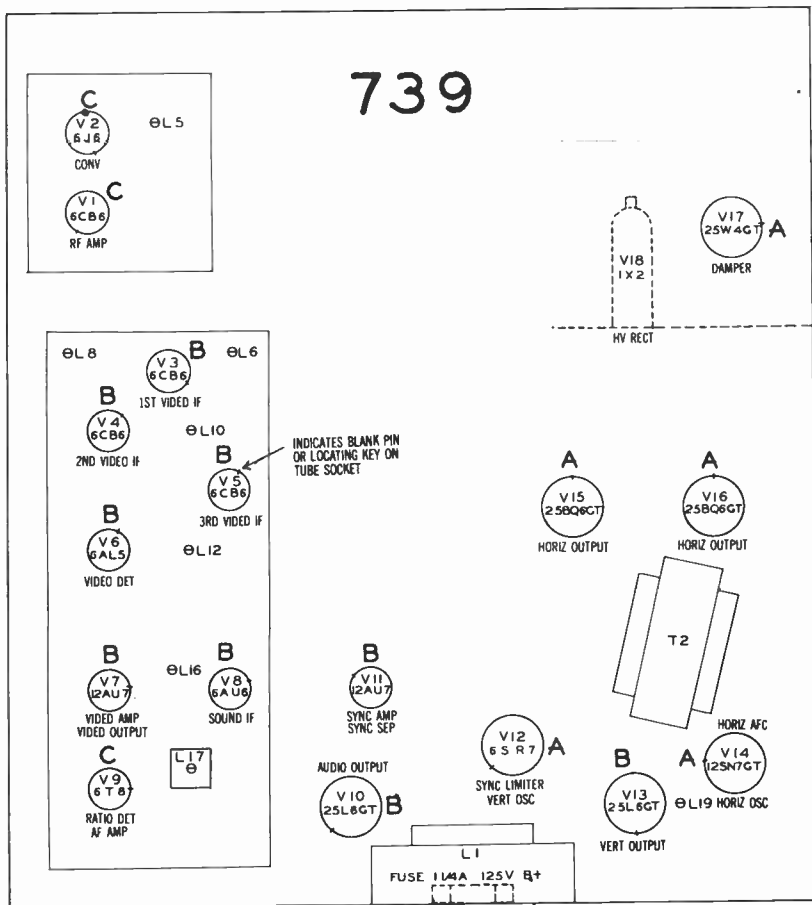 739
C
V2
6J6
CONV
ΘL5
V1
6CB6
C
RF AMP
V17
25W4GT
A
DAMPER
V18
1X2
HV RECT
ΘL8
V3
6CB6
B
1ST VIDEO IF
ΘL6
B
V4
6CB6
2ND VIDEO IF
ΘL10
B
V5
6CB6
3RD VIDEO IF
INDICATES BLANK PIN
OR LOCATING KEY ON
TUBE SOCKET
B
V6
6AL5
VIDEO DET
ΘL12
A
V15
25BQ6GT
HORIZ OUTPUT
A
V16
25BQ6GT
HORIZ OUTPUT
T2
B
V7
12AU7
VIDEO AMP
VIDEO OUTPUT
ΘL16
B
V8
6AU6
SOUND IF
B
V11
12AU7
SYNC AMP
SYNC SEP
C
V9
6T8
RATIO DET
AF AMP
L17
Θ
AUDIO OUTPUT
V10
25L6GT
B
V12
6SR7
A
SYNC LIMITER
VERT OSC
B
V13
25L6GT
VERT OUTPUT
HORIZ AFC
A
V14
12SN7GT
ΘL19
HORIZ OSC
L1
FUSE 1 1/4A 125V B+